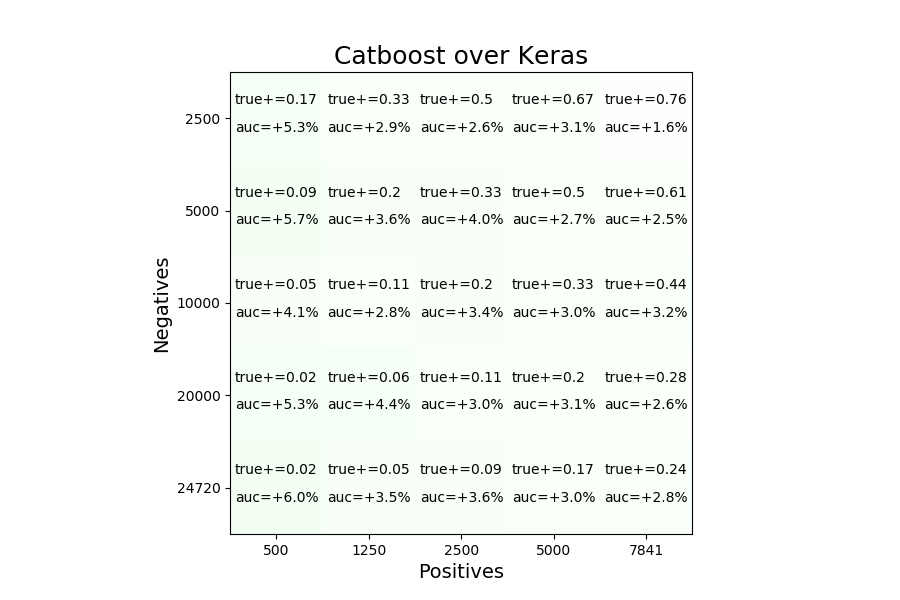 Catboost over Keras
true+=0.17 true+=0.33 true+=0.5 true+=0.67 true+=0.76
2500
auc=+5.3% auc=+2.9% auc=+2.6% auc=+3.1% auc=+1.6%
true+=0.09 true+=0.2 true+=0.33 true+=0.5 true+=0.61
5000
auc=+5.7% auc=+3.6% auc=+4.0% auc=+2.7% auc=+2.5%
Negatives
true+=0.05 true+=0.11 true+=0.2 true+=0.33 true+=0.44
10000
auc=+4.1% auc=+2.8% auc=+3.4% auc=+3.0% auc=+3.2%
true+=0.02 true+=0.06 true+=0.11 true+=0.2 true+=0.28
20000
auc=+5.3% auc=+4.4% auc=+3.0% auc=+3.1% auc=+2.6%
true+=0.02 true+=0.05 true+=0.09 true+=0.17 true+=0.24
24720
auc=+6.0% auc=+3.5% auc=+3.6% auc=+3.0% auc=+2.8%
500 1250 2500 5000 7841
Positives